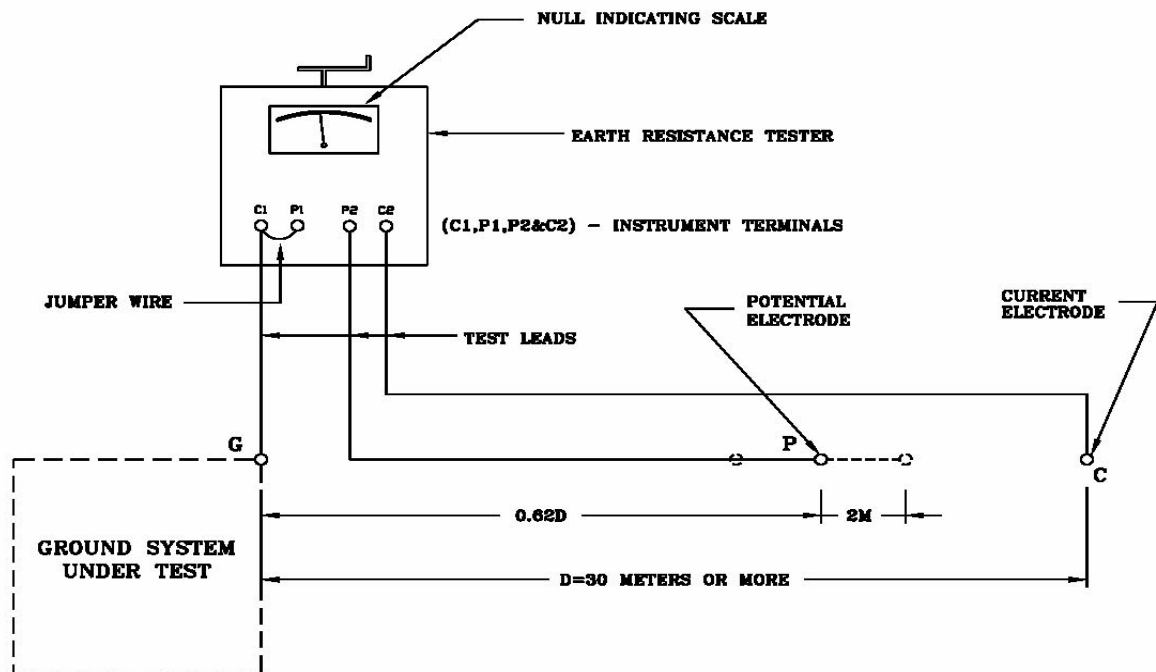 NULL INDICATING SCALE
EARTH RESISTANCE TESTER
C1 P1 P2 C2
(C1,P1,P2&C2) - INSTRUMENT TERMINALS
JUMPER WIRE
POTENTIAL
ELECTRODE
CURRENT
ELECTRODE
TEST LEADS
G
P
C
0.62D
2M
GROUND SYSTEM
UNDER TEST
D=30 METERS OR MORE